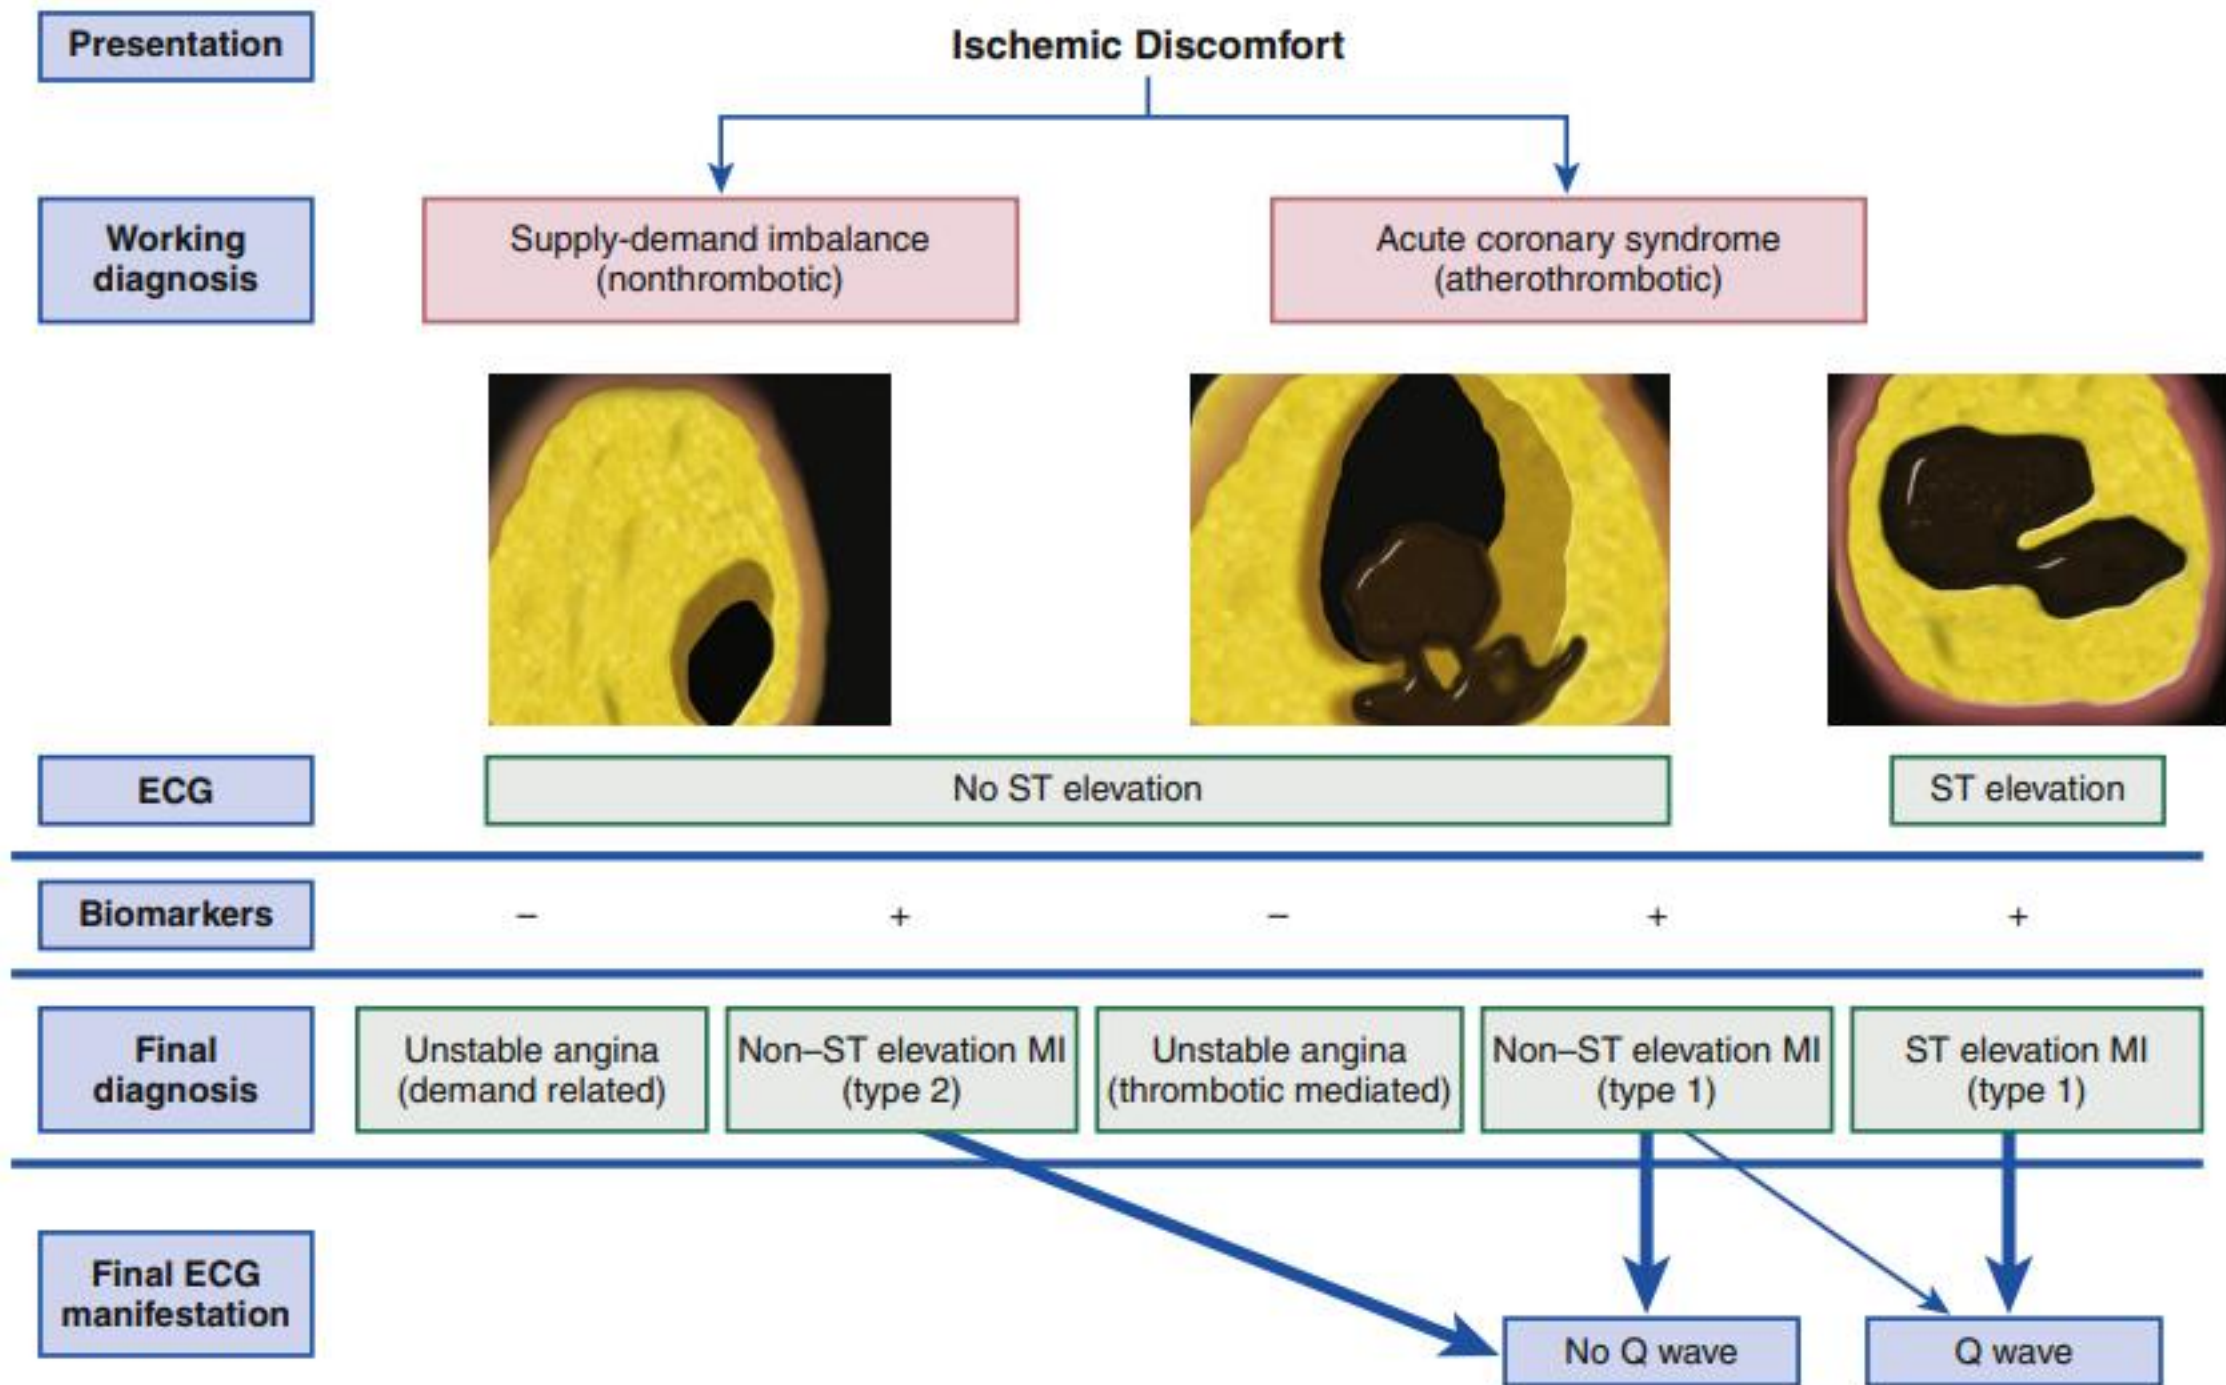 Presentation
Ischemic Discomfort
Working
diagnosis
Supply-demand imbalance
(nonthrombotic)
Acute coronary syndrome
(atherothrombotic)
ECG
No ST elevation
ST elevation
Biomarkers
– + – + +
Final
diagnosis
Unstable angina
(demand related)
Non–ST elevation MI
(type 2)
Unstable angina
(thrombotic mediated)
Non–ST elevation MI
(type 1)
ST elevation MI
(type 1)
Final ECG
manifestation
No Q wave
Q wave